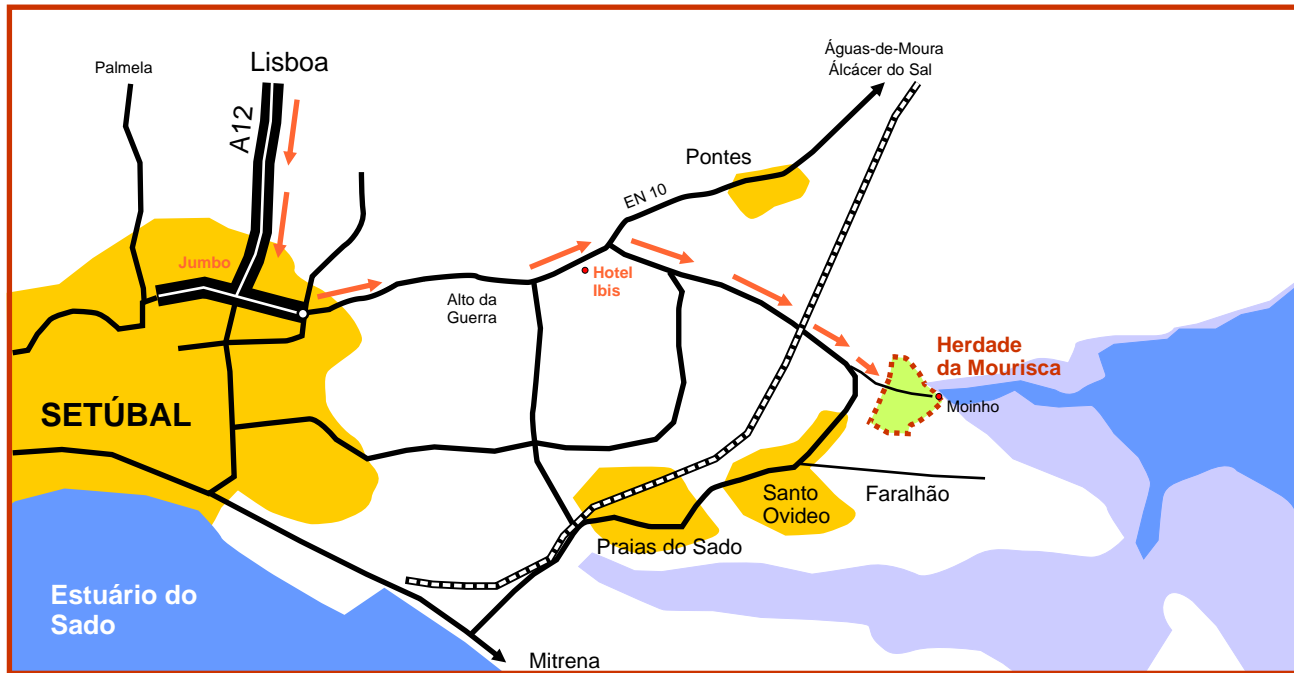 Águas-de-Moura
Álcácer do Sal
Palmela
Lisboa
A12
Pontes
EN 10
Jumbo
Hotel
Ibis
Alto da
Guerra
Herdade
da Mourisca
Moinho
SETÚBAL
Santo
Ovideo
Faralhão
Praias do Sado
Estuário do
Sado
Mitrena